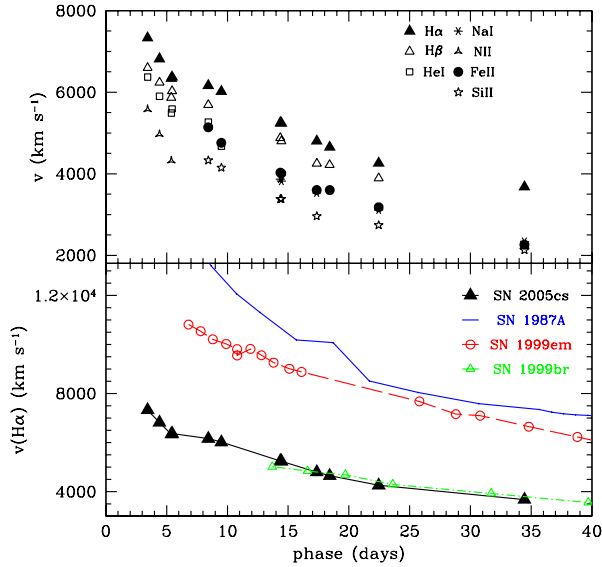 8000
6000
4000
2000
v (km s⁻¹)
Hα NaI
Hβ NII
HeI FeII
SiII
1.2×10⁴
8000
4000
v(Hα) (km s⁻¹)
SN 2005cs
SN 1987A
SN 1999em
SN 1999br
0 5 10 15 20 25 30 35 40
phase (days)